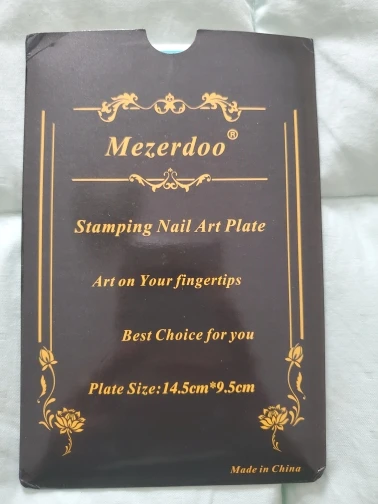 Mezerdoo®
Stamping Nail Art Plate
Art on Your fingertips
Best Choice for you
Plate Size:14.5cm*9.5cm
Made in China